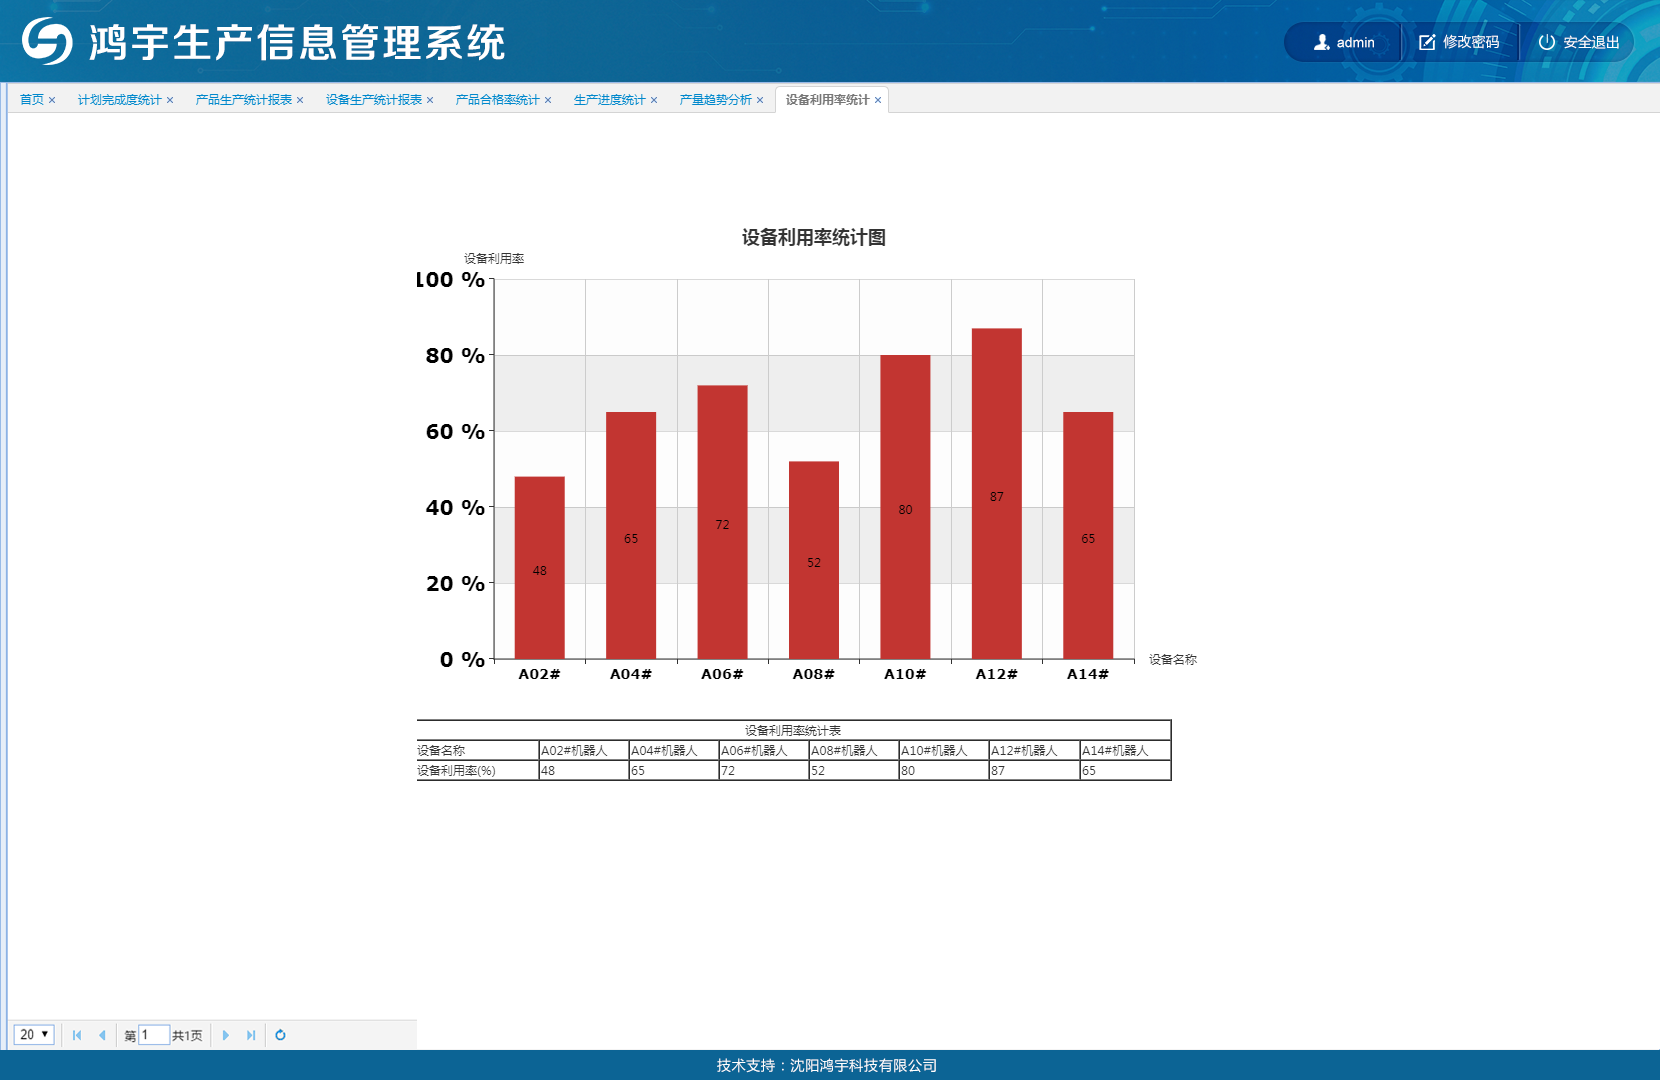 鸿宇生产信息管理系统
admin 修改密码 安全退出
首页 × 计划完成度统计 × 产品生产统计报表 × 设备生产统计报表 × 产品合格率统计 × 生产进度统计 × 产量趋势分析 × 设备利用率统计 ×
设备利用率统计图
设备利用率
100 %
80 %
60 %
40 %
20 %
0 %
48 65 72 52 80 87 65
A02# A04# A06# A08# A10# A12# A14#
设备名称
设备利用率统计表
设备名称 A02#机器人 A04#机器人 A06#机器人 A08#机器人 A10#机器人 A12#机器人 A14#机器人
设备利用率(%) 48 65 72 52 80 87 65
20 第 1 共1页
技术支持：沈阳鸿宇科技有限公司